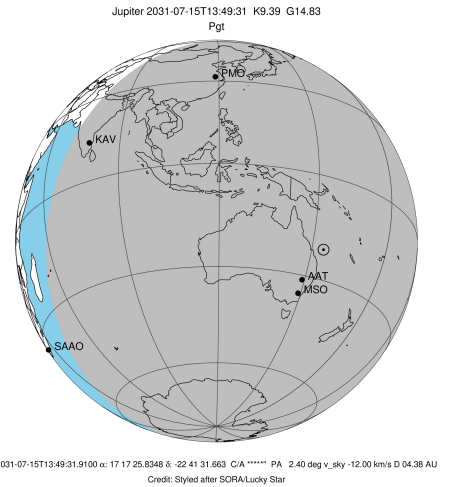 Jupiter 2031-07-15T13:49:31 K9.39 G14.83
Pgt
PMO
KAV
AAT
MSO
SAAO
031-07-15T13:49:31.9100 α: 17 17 25.8348 & -22 41 31.663 C/A *****" PA 2.40 deg v_sky -12.00 km/s D 04.38 AU
Credit: Styled after SORA/Lucky Star